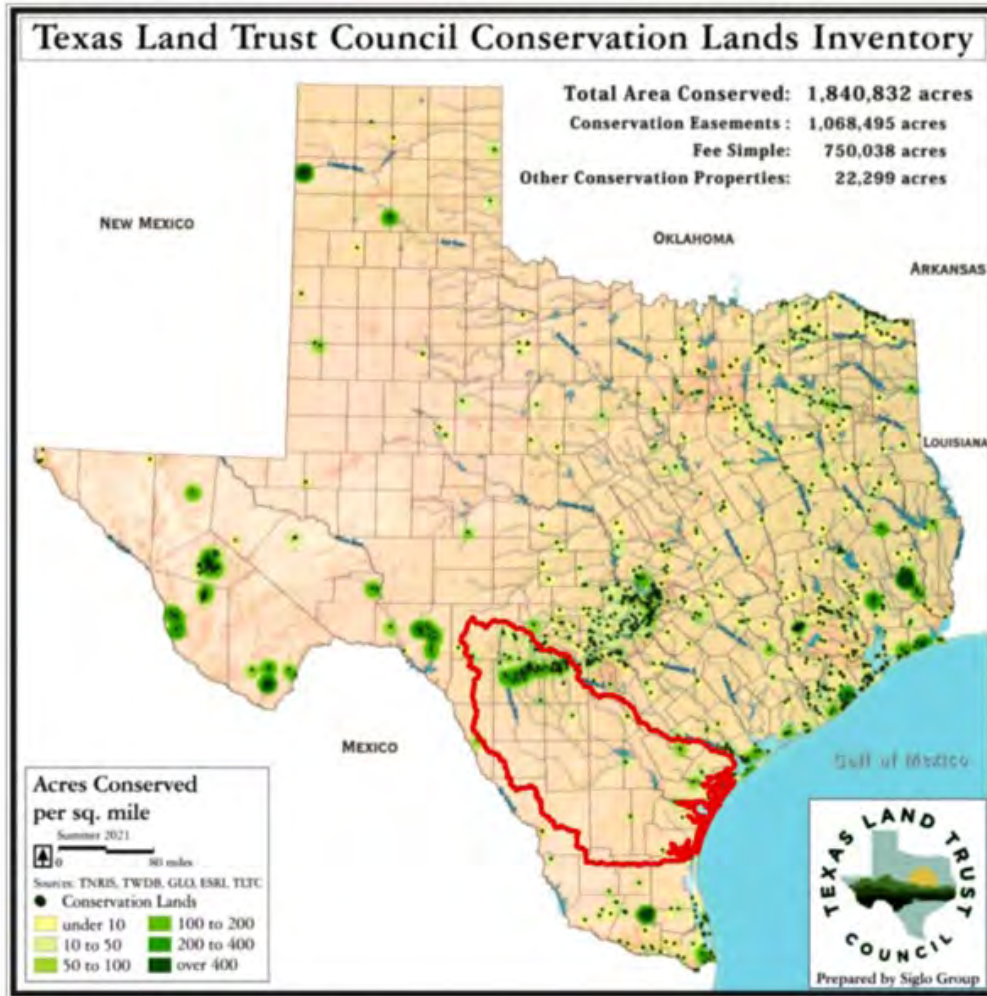 Texas Land Trust Council Conservation Lands Inventory
Total Area Conserved: 1,840,832 acres
Conservation Easements : 1,068,495 acres
Fee Simple: 750,038 acres
Other Conservation Properties: 22,299 acres
NEW MEXICO
OKLAHOMA
ARKANSAS
LOUISIANA
MEXICO
Gulf of Mexico
Acres Conserved
per sq. mile
Summer 2021
0 80 miles
Sources: TNRIS, TWDB, GLO, ESRI, TLTC
Conservation Lands
under 10 100 to 200
10 to 50 200 to 400
50 to 100 over 400
TEXAS LAND TRUST
COUNCIL
Prepared by Siglo Group